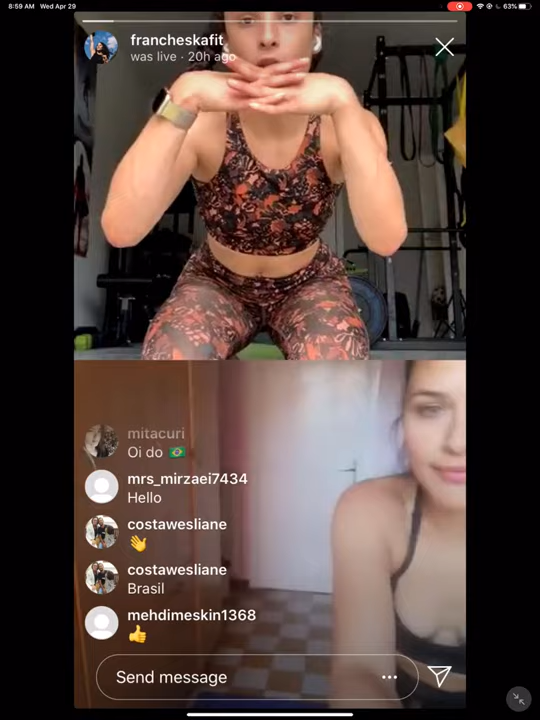 8:59 AM Wed Apr 29
63%
francheskafit
was live · 20h ago
mitacuri
Oi do 🇧🇷
mrs_mirzaei7434
Hello
costawesliane
👋
costawesliane
Brasil
mehdimeskin1368
👍
Send message